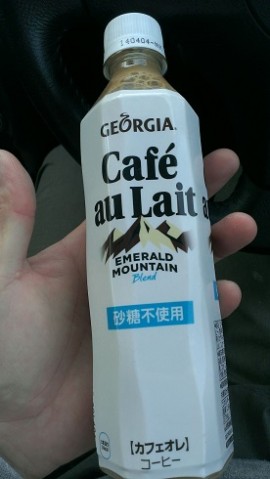 140404
GEORGIA
Café
au Lait
EMERALD
MOUNTAIN
Blend
砂糖不使用
【カフェオレ】
コーヒー